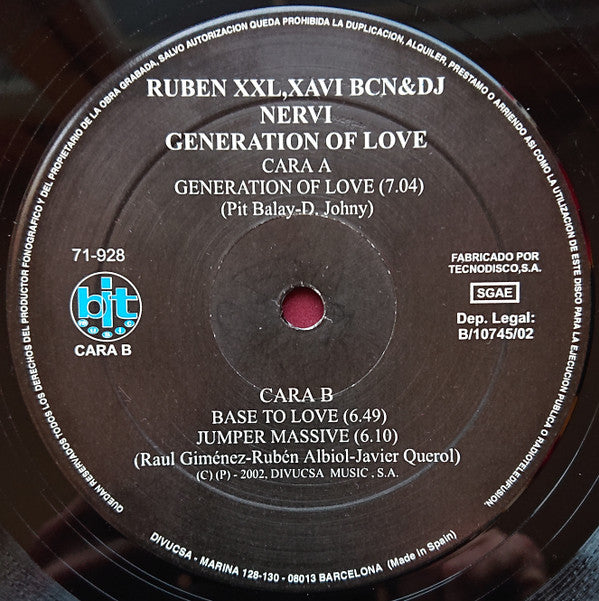 QUEDAN RESERVADOS TODOS LOS DERECHOS DEL PRODUCTOR FONOGRAFICO Y DEL PROPIETARIO DE LA OBRA GRABADA, SALVO AUTORIZACION QUEDA PROHIBIDA LA DUPLICACION, ALQUILER, PRESTAMO O ARRIENDO ASI COMO LA UTILIZACION DE ESTE DISCO PARA LA EJECUCION PUBLICA O RADIOTELEDIFUSION.
RUBEN XXL,XAVI BCN&DJ
NERVI
GENERATION OF LOVE
CARA A
GENERATION OF LOVE (7.04)
(Pit Balay-D. Johny)
71-928
bit
MUSIC
CARA B
FABRICADO POR
TECNODISCO,S.A.
SGAE
Dep. Legal:
B/10745/02
CARA B
BASE TO LOVE (6.49)
JUMPER MASSIVE (6.10)
(Raul Giménez-Rubén Albiol-Javier Querol)
(C) (P) - 2002, DIVUCSA MUSIC , S.A.
DIVUCSA - MARINA 128-130 - 08013 BARCELONA (Made in Spain)